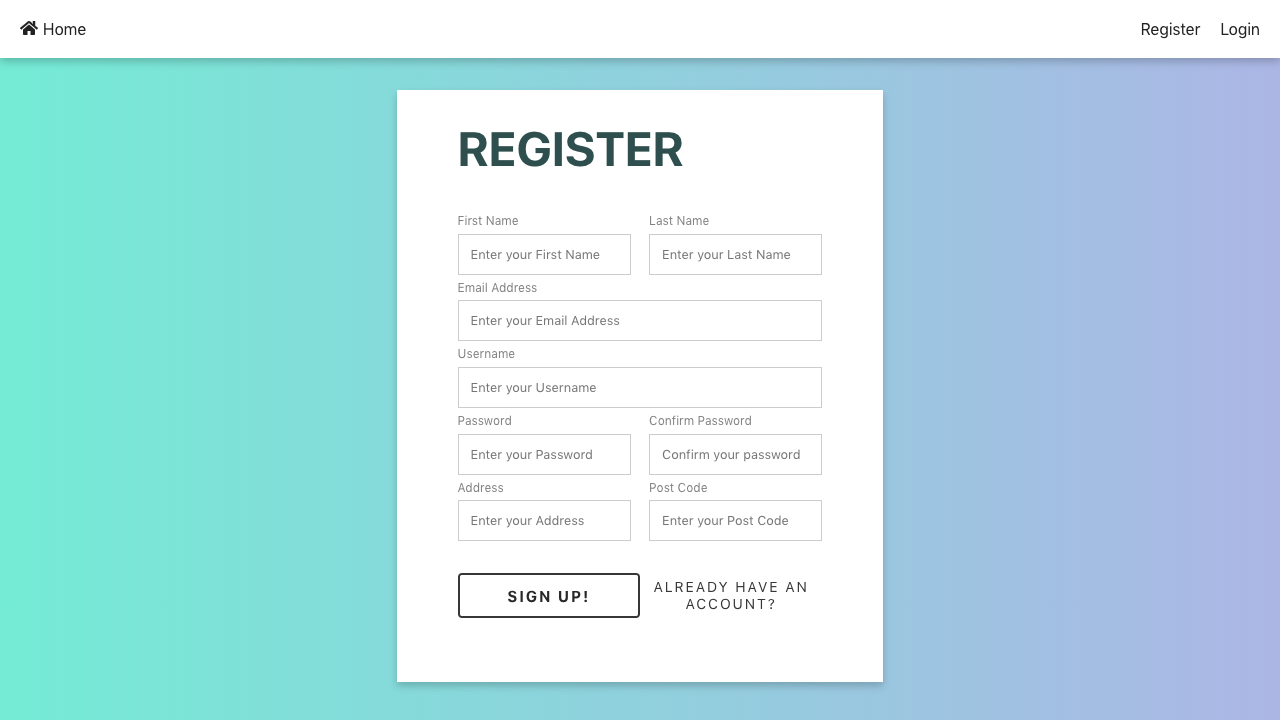 Home
Register
Login
REGISTER
First Name
Last Name
Enter your First Name
Enter your Last Name
Email Address
Enter your Email Address
Username
Enter your Username
Password
Confirm Password
Enter your Password
Confirm your password
Address
Post Code
Enter your Address
Enter your Post Code
SIGN UP!
ALREADY HAVE AN
ACCOUNT?